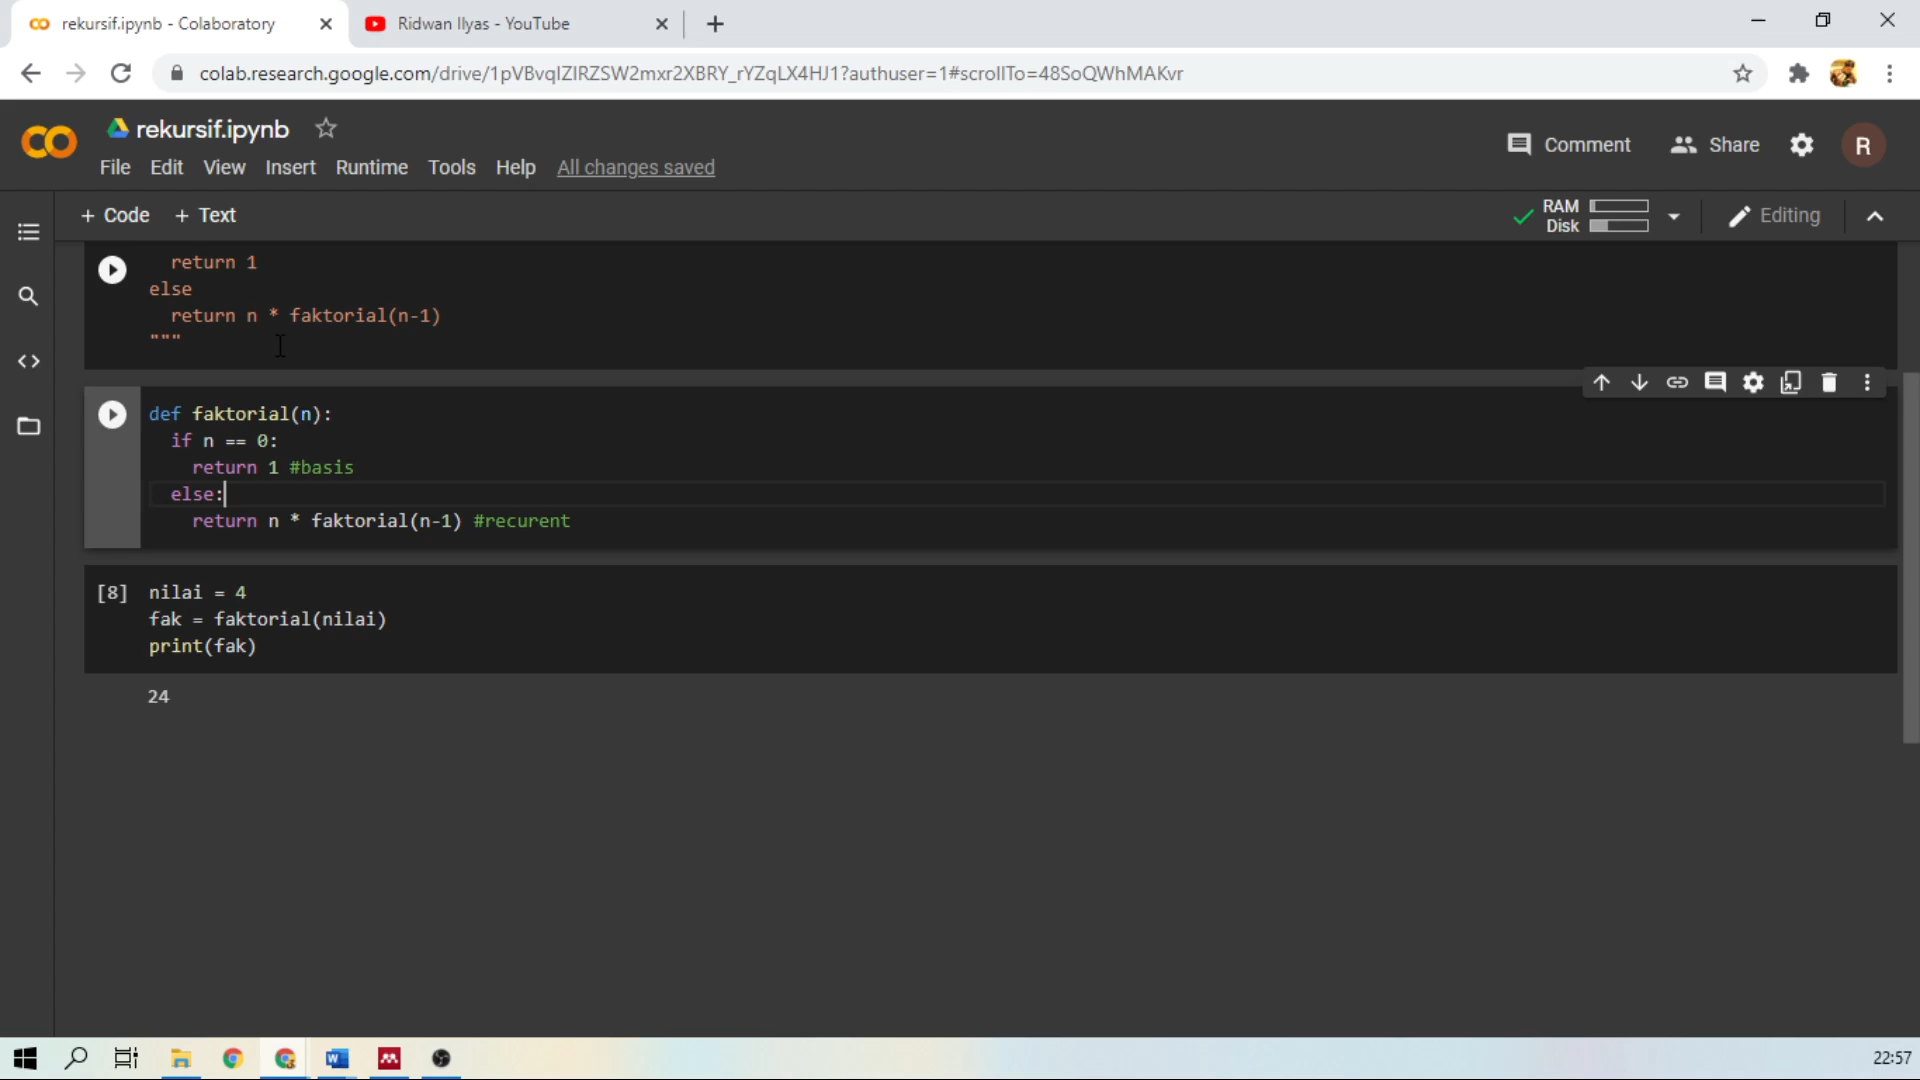 rekursif.ipynb - Colaboratory
Ridwan Ilyas - YouTube
colab.research.google.com/drive/1pVBvqIZIRZSW2mxr2XBRY_rYZqLX4HJ1?authuser=1#scrollTo=48SoQWhMAKvr
rekursif.ipynb
Comment
Share
R
File Edit View Insert Runtime Tools Help All changes saved
+ Code + Text
RAM
Disk
Editing
return 1
else
return n * faktorial(n-1)
"""
def faktorial(n):
if n == 0:
return 1 #basis
else:
return n * faktorial(n-1) #recurent
[8] nilai = 4
fak = faktorial(nilai)
print(fak)
24
22:57